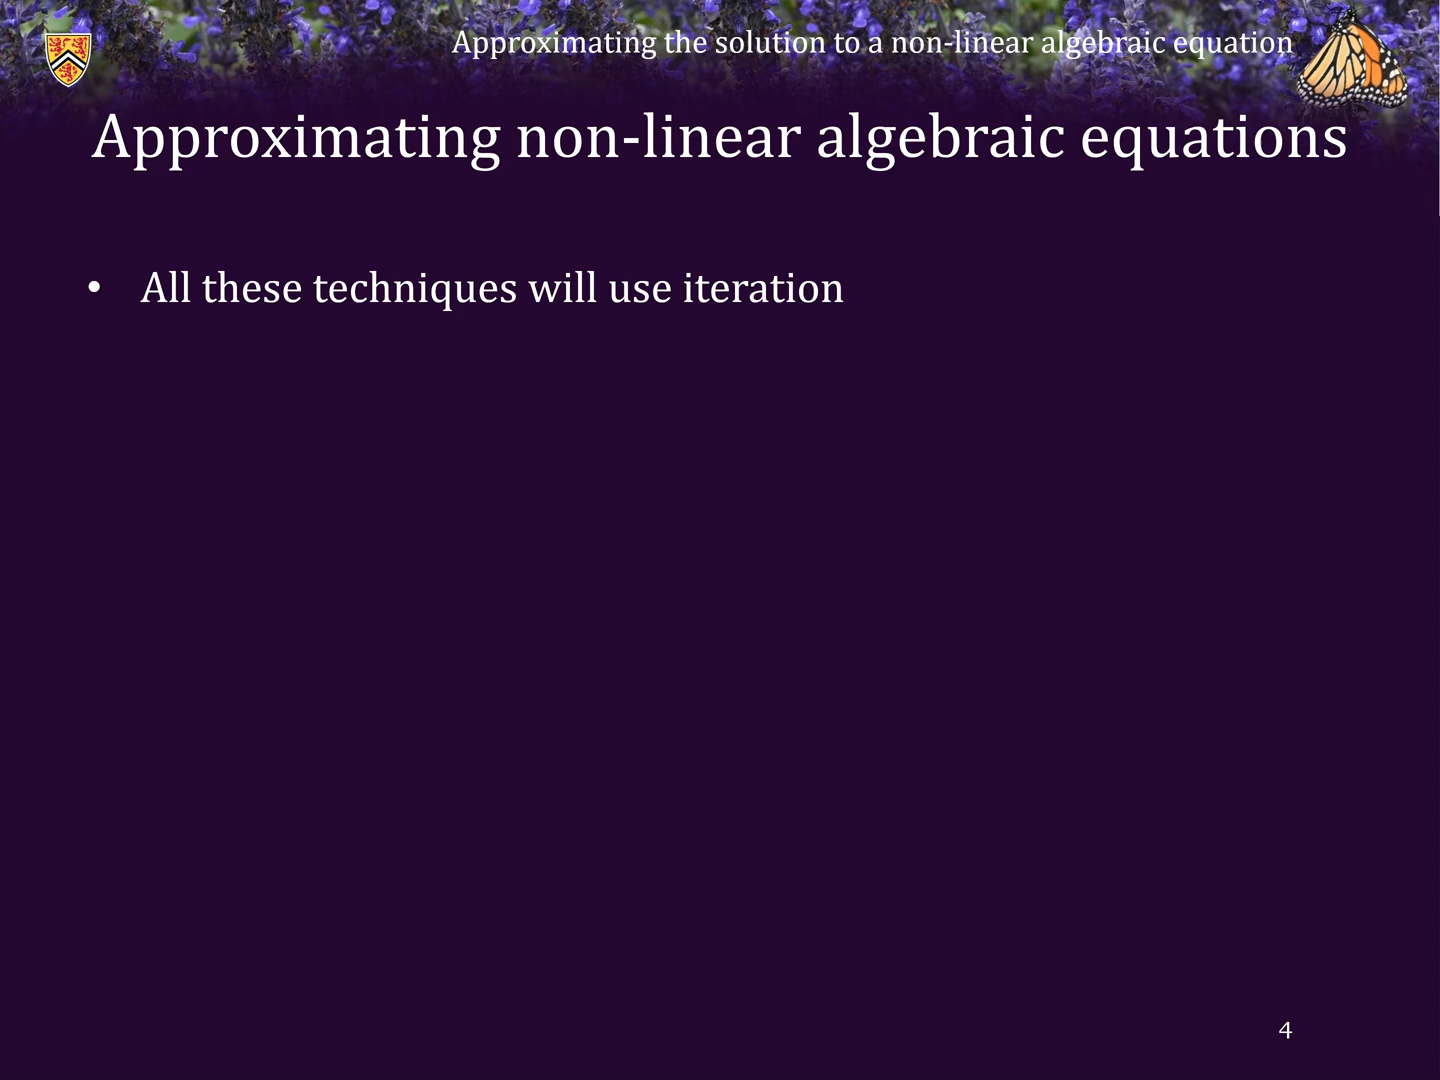 Approximating the solution to a non-linear algebraic equation
Approximating non-linear algebraic equations
• All these techniques will use iteration
4